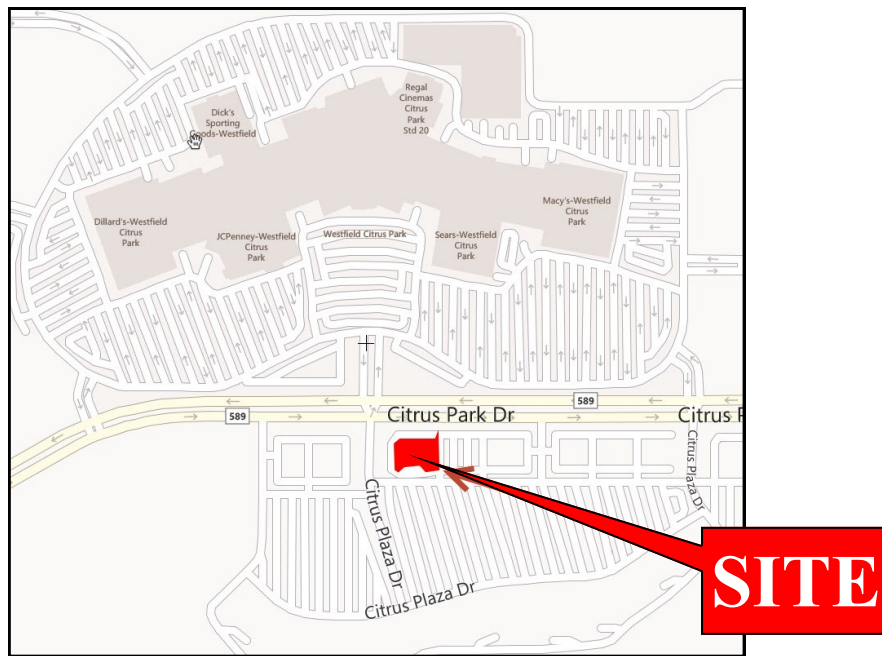 Regal
Cinemas
Citrus
Park
Std 20
Dick's
Sporting
Goods-Westfield
Macy's-Westfield
Citrus
Park
Dillard's-Westfield
Citrus
Park
JCPenney-Westfield
Citrus
Park
Westfield Citrus Park
Sears-Westfield
Citrus
Park
589
589
Citrus Park Dr
Citrus P
Citrus Plaza Dr
Citrus Plaza Dr
Citrus Plaza Dr
SITE